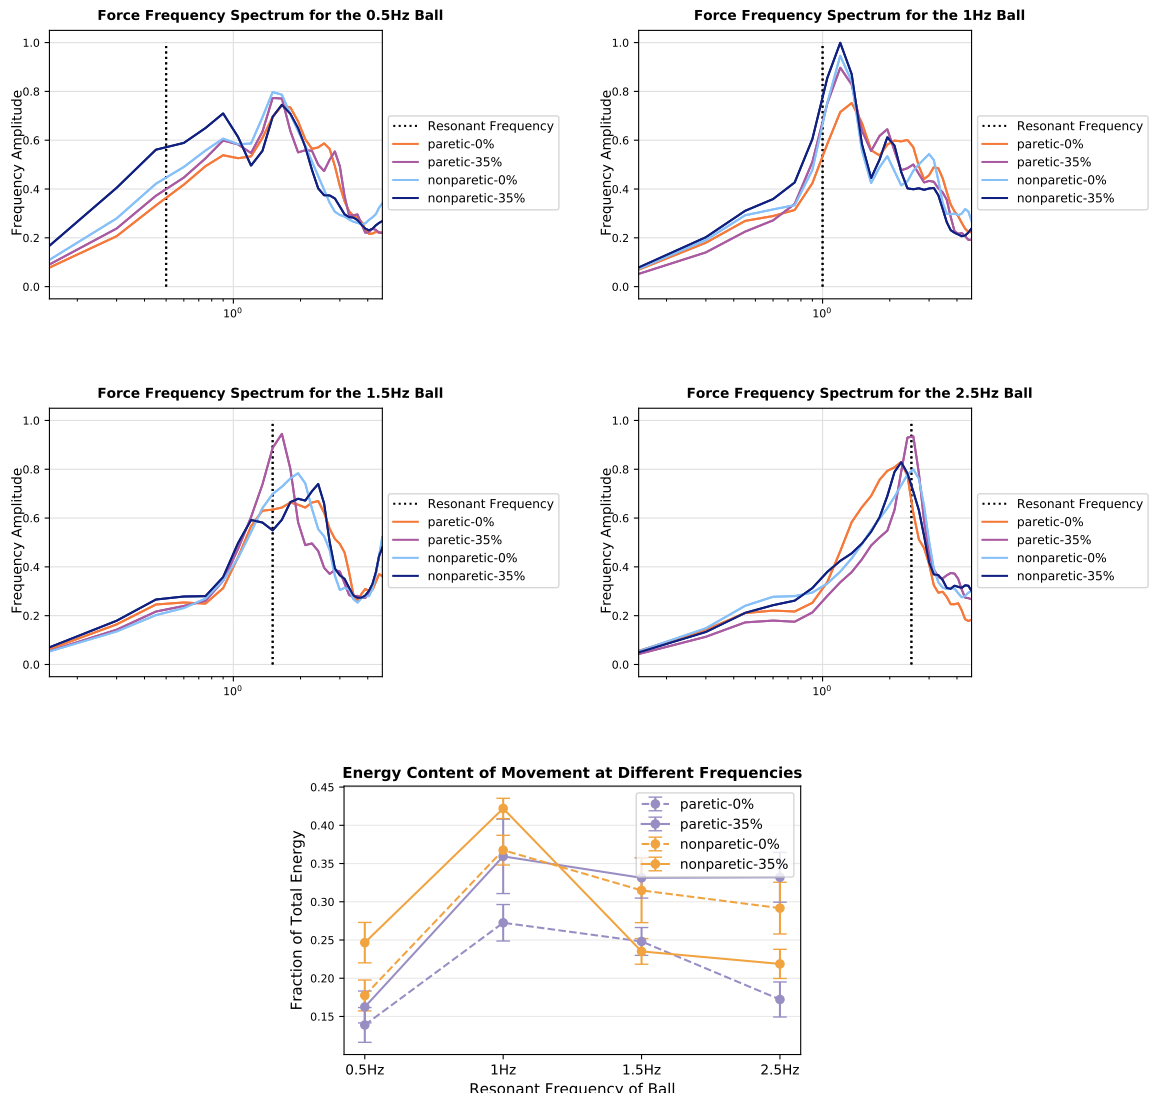 Force Frequency Spectrum for the 0.5Hz Ball
Frequency Amplitude
1.0
0.8
0.6
0.4
0.2
0.0
10⁰
Resonant Frequency
paretic-0%
paretic-35%
nonparetic-0%
nonparetic-35%
Force Frequency Spectrum for the 1Hz Ball
Frequency Amplitude
1.0
0.8
0.6
0.4
0.2
0.0
10⁰
Resonant Frequency
paretic-0%
paretic-35%
nonparetic-0%
nonparetic-35%
Force Frequency Spectrum for the 1.5Hz Ball
Frequency Amplitude
1.0
0.8
0.6
0.4
0.2
0.0
10⁰
Resonant Frequency
paretic-0%
paretic-35%
nonparetic-0%
nonparetic-35%
Force Frequency Spectrum for the 2.5Hz Ball
Frequency Amplitude
1.0
0.8
0.6
0.4
0.2
0.0
10⁰
Resonant Frequency
paretic-0%
paretic-35%
nonparetic-0%
nonparetic-35%
Energy Content of Movement at Different Frequencies
Fraction of Total Energy
0.45
0.40
0.35
0.30
0.25
0.20
0.15
paretic-0%
paretic-35%
nonparetic-0%
nonparetic-35%
0.5Hz 1Hz 1.5Hz 2.5Hz
Resonant Frequency of Ball